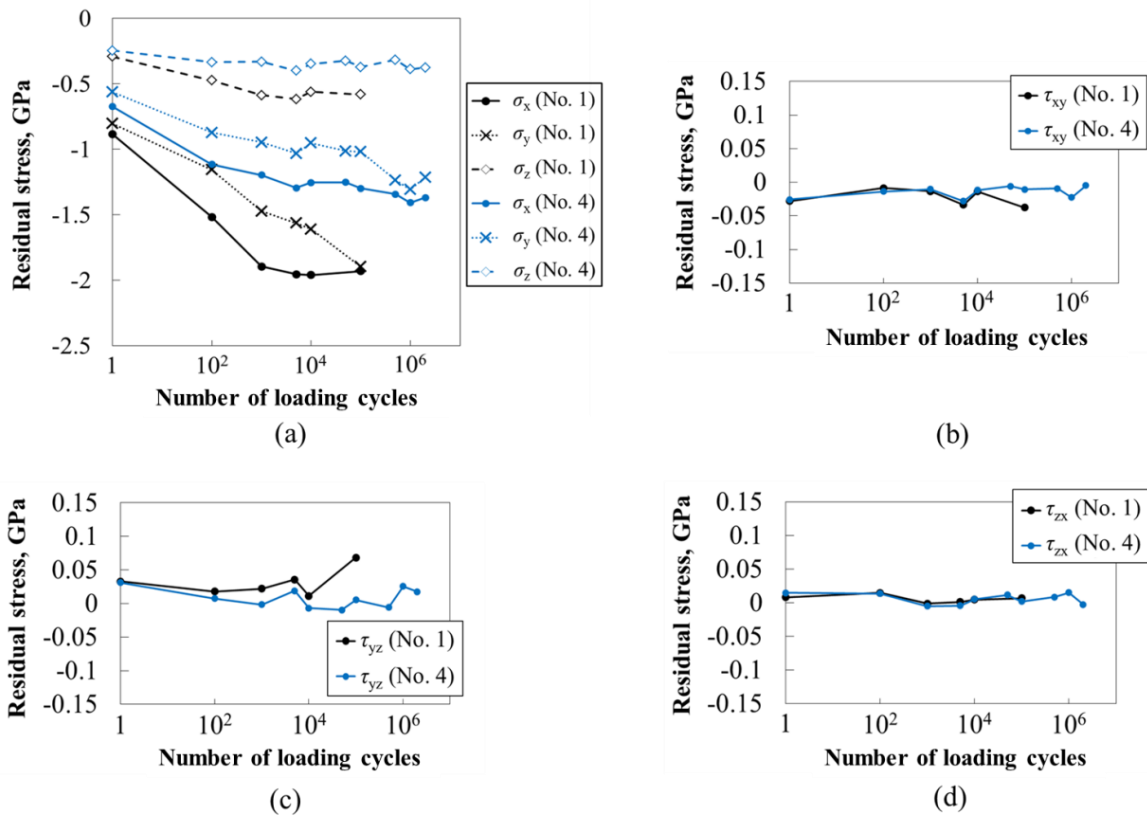 0
-0.5
-1
-1.5
-2
-2.5
Residual stress, GPa
1
10²
10⁴
10⁶
Number of loading cycles
σx (No. 1)
σy (No. 1)
σz (No. 1)
σx (No. 4)
σy (No. 4)
σz (No. 4)
(a)
0.15
0.1
0.05
0
-0.05
-0.1
-0.15
Residual stress, GPa
1
10²
10⁴
10⁶
Number of loading cycles
τxy (No. 1)
τxy (No. 4)
(b)
0.15
0.1
0.05
0
-0.05
-0.1
-0.15
Residual stress, GPa
1
10²
10⁴
10⁶
Number of loading cycles
τyz (No. 1)
τyz (No. 4)
(c)
0.15
0.1
0.05
0
-0.05
-0.1
-0.15
Residual stress, GPa
1
10²
10⁴
10⁶
Number of loading cycles
τzx (No. 1)
τzx (No. 4)
(d)